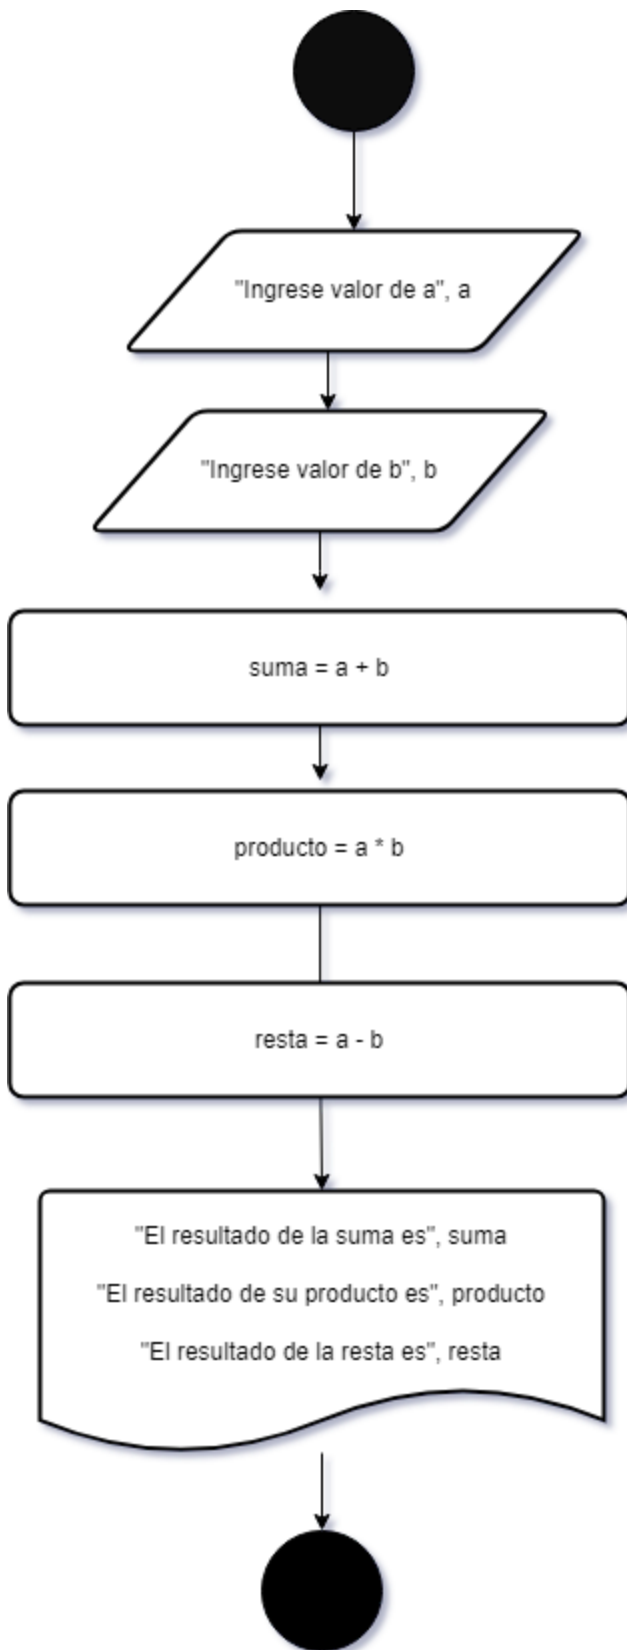 "Ingrese valor de a", a
"Ingrese valor de b", b
suma = a + b
producto = a * b
resta = a - b
"El resultado de la suma es", suma
"El resultado de su producto es", producto
"El resultado de la resta es", resta